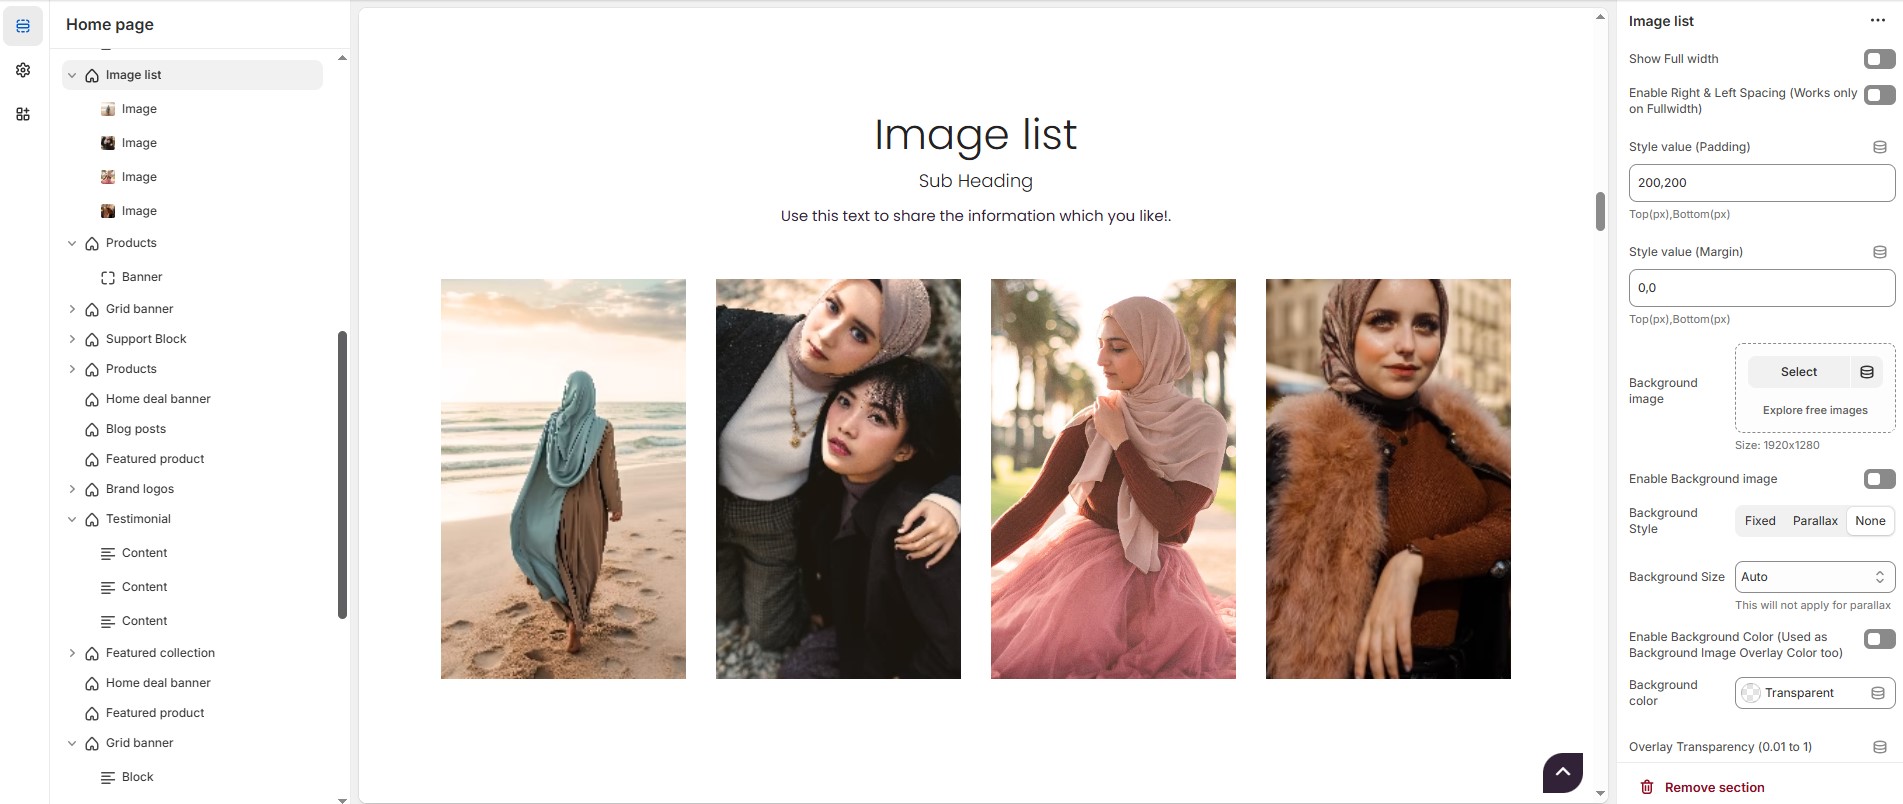 Home page
Image list
Image
Image
Image
Image
Products
Banner
Grid banner
Support Block
Products
Home deal banner
Blog posts
Featured product
Brand logos
Testimonial
Content
Content
Content
Featured collection
Home deal banner
Featured product
Grid banner
Block
Image list
Sub Heading
Use this text to share the information which you like!.
Image list
Show Full width
Enable Right & Left Spacing (Works only
on Fullwidth)
Style value (Padding)
200,200
Top(px),Bottom(px)
Style value (Margin)
0,0
Top(px),Bottom(px)
Background
image
Select
Explore free images
Size: 1920x1280
Enable Background image
Background
Style
Fixed Parallax None
Background Size Auto
This will not apply for parallax
Enable Background Color (Used as
Background Image Overlay Color too)
Background
color
Transparent
Overlay Transparency (0.01 to 1)
Remove section